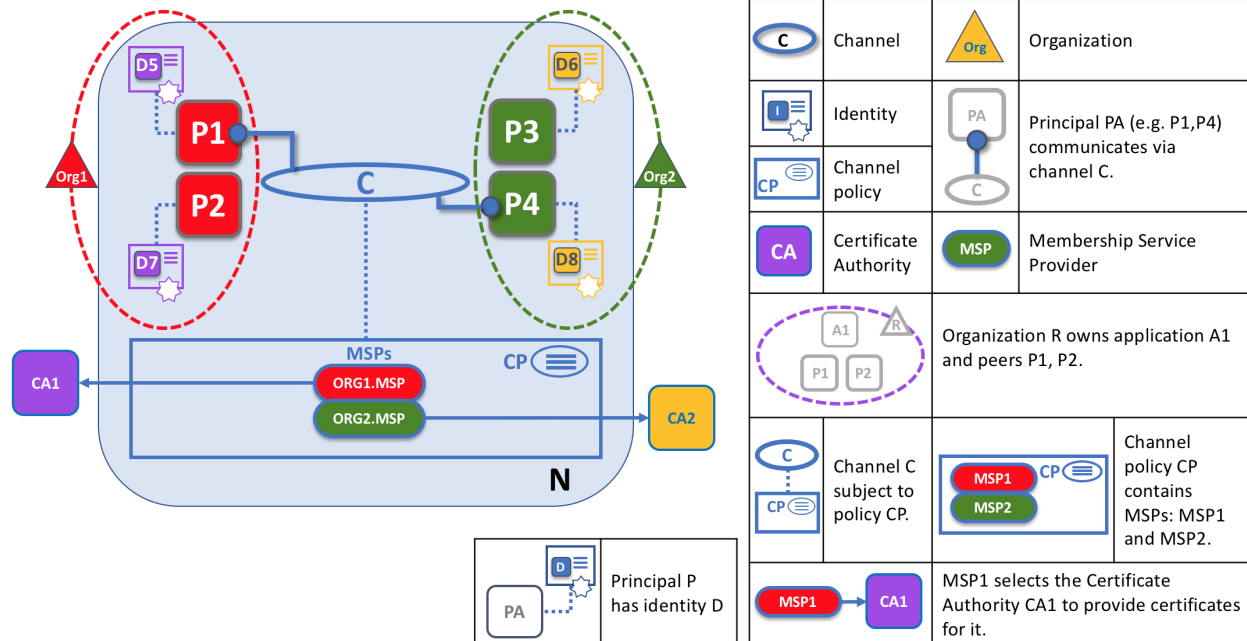 D5
D6
P1
P3
Org1
C
Org2
P2
P4
D7
D8
MSPs
CP
CA1
ORG1.MSP
ORG2.MSP
CA2
N
D
PA
Principal P
has identity D
C
Channel
Org
Organization
I
Identity
PA
C
Principal PA (e.g. P1,P4)
communicates via
channel C.
CP
Channel
policy
CA
Certificate
Authority
MSP
Membership Service
Provider
A1
R
P1
P2
Organization R owns application A1
and peers P1, P2.
C
CP
Channel C
subject to
policy CP.
MSP1
CP
MSP2
Channel
policy CP
contains
MSPs: MSP1
and MSP2.
MSP1
CA1
MSP1 selects the Certificate
Authority CA1 to provide certificates
for it.